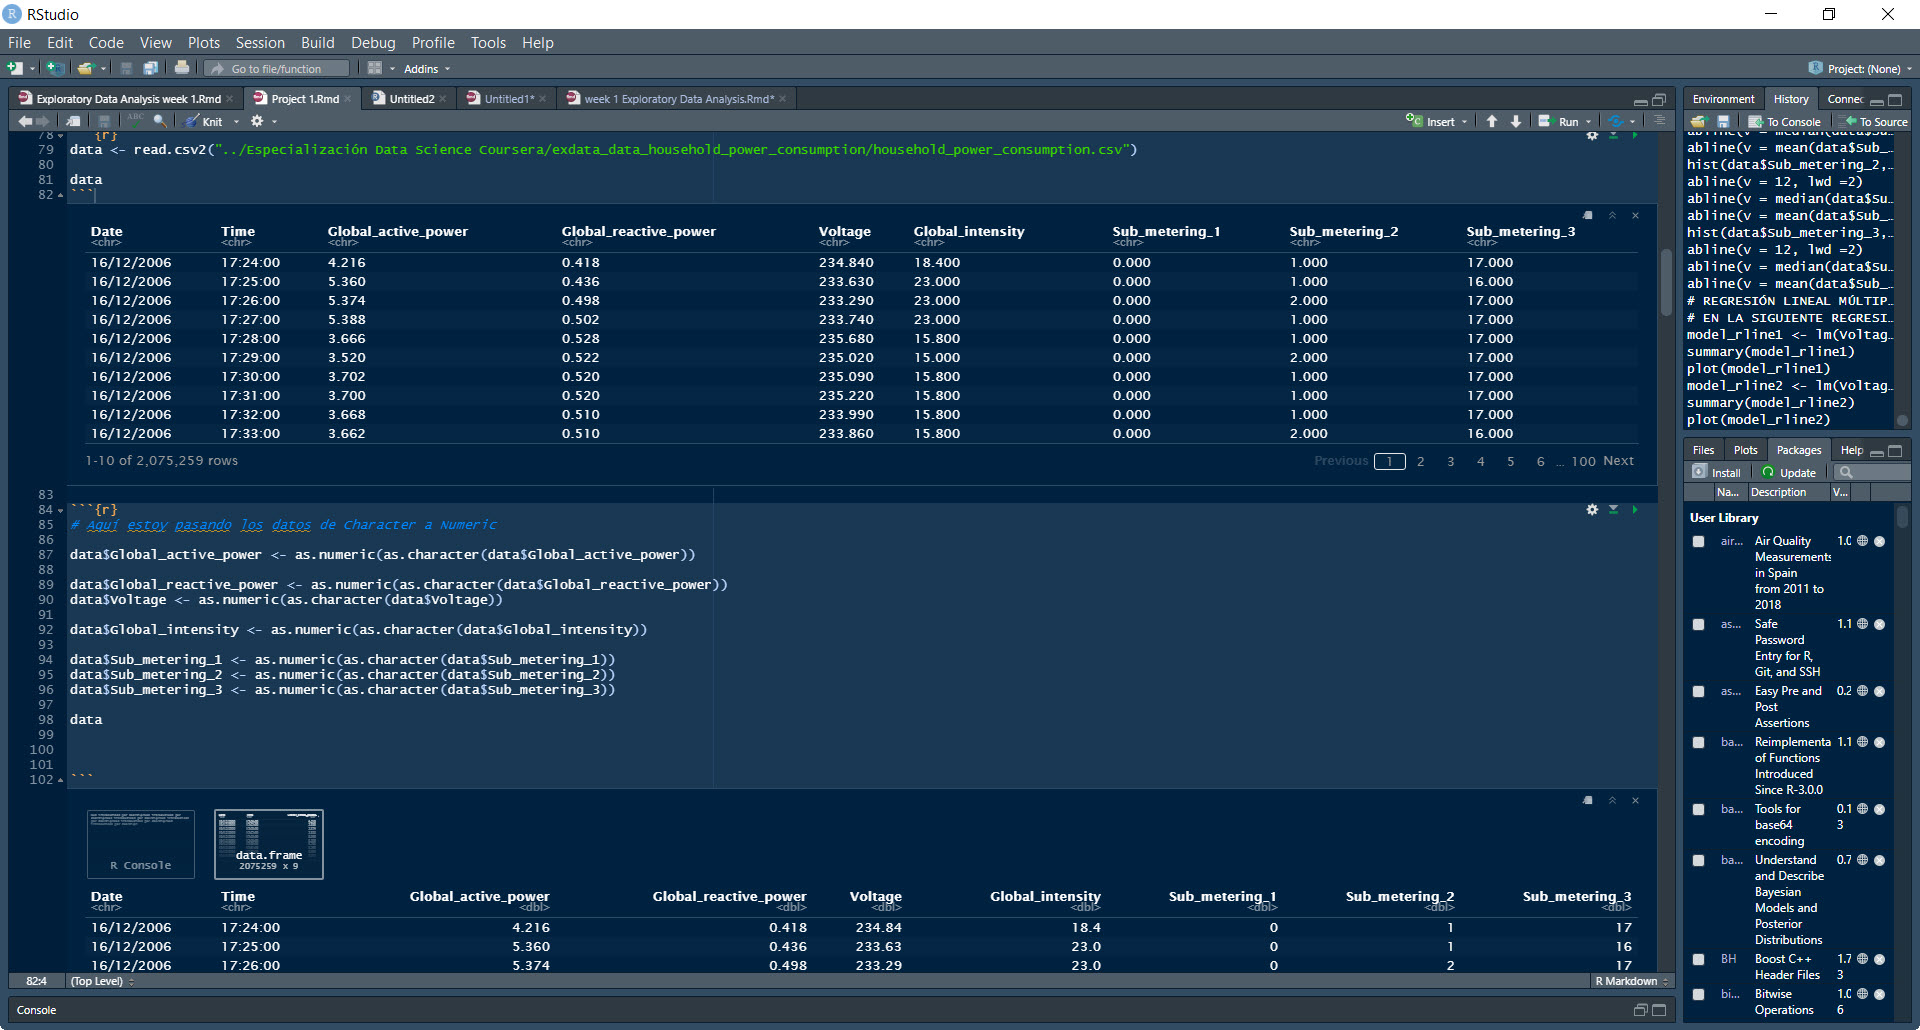 RStudio
File Edit Code View Plots Session Build Debug Profile Tools Help
Go to file/function Addins Project: (None)
Exploratory Data Analysis week 1.Rmd Project 1.Rmd Untitled2 Untitled1* week 1 Exploratory Data Analysis.Rmd*
ABC Knit Insert Run
78 {r}
79 data <- read.csv2("../Especialización Data Science Coursera/exdata_data_household_power_consumption/household_power_consumption.csv")
80
81 data
82 ```
Date Time Global_active_power Global_reactive_power Voltage Global_intensity Sub_metering_1 Sub_metering_2 Sub_metering_3
<chr> <chr> <chr> <chr> <chr> <chr> <chr> <chr> <chr>
16/12/2006 17:24:00 4.216 0.418 234.840 18.400 0.000 1.000 17.000
16/12/2006 17:25:00 5.360 0.436 233.630 23.000 0.000 1.000 16.000
16/12/2006 17:26:00 5.374 0.498 233.290 23.000 0.000 2.000 17.000
16/12/2006 17:27:00 5.388 0.502 233.740 23.000 0.000 1.000 17.000
16/12/2006 17:28:00 3.666 0.528 235.680 15.800 0.000 1.000 17.000
16/12/2006 17:29:00 3.520 0.522 235.020 15.000 0.000 2.000 17.000
16/12/2006 17:30:00 3.702 0.520 235.090 15.800 0.000 1.000 17.000
16/12/2006 17:31:00 3.700 0.520 235.220 15.800 0.000 1.000 17.000
16/12/2006 17:32:00 3.668 0.510 233.990 15.800 0.000 1.000 17.000
16/12/2006 17:33:00 3.662 0.510 233.860 15.800 0.000 2.000 16.000
1-10 of 2,075,259 rows Previous 1 2 3 4 5 6 ... 100 Next
83
84 ```{r}
85 # Aquí estoy pasando los datos de Character a Numeric
86
87 data$Global_active_power <- as.numeric(as.character(data$Global_active_power))
88
89 data$Global_reactive_power <- as.numeric(as.character(data$Global_reactive_power))
90 data$Voltage <- as.numeric(as.character(data$Voltage))
91
92 data$Global_intensity <- as.numeric(as.character(data$Global_intensity))
93
94 data$Sub_metering_1 <- as.numeric(as.character(data$Sub_metering_1))
95 data$Sub_metering_2 <- as.numeric(as.character(data$Sub_metering_2))
96 data$Sub_metering_3 <- as.numeric(as.character(data$Sub_metering_3))
97
98 data
99
100
101
102 ```
R Console
data.frame
2075259 x 9
Date Time Global_active_power Global_reactive_power Voltage Global_intensity Sub_metering_1 Sub_metering_2 Sub_metering_3
<chr> <chr> <dbl> <dbl> <dbl> <dbl> <dbl> <dbl> <dbl>
16/12/2006 17:24:00 4.216 0.418 234.84 18.4 0 1 17
16/12/2006 17:25:00 5.360 0.436 233.63 23.0 0 1 16
16/12/2006 17:26:00 5.374 0.498 233.29 23.0 0 2 17
82:4 (Top Level) R Markdown
Console
Environment History Connec
To Console To Source
abline(v = median(data$Sub_...
abline(v = mean(data$Sub_...
hist(data$Sub_metering_2,...
abline(v = 12, lwd =2)
abline(v = median(data$Su...
abline(v = mean(data$Sub_...
hist(data$Sub_metering_3,...
abline(v = 12, lwd =2)
abline(v = median(data$Su...
abline(v = mean(data$Sub_...
# REGRESIÓN LINEAL MÚLTIP...
# EN LA SIGUIENTE REGRESI...
model_rline1 <- lm(Voltag...
summary(model_rline1)
plot(model_rline1)
model_rline2 <- lm(Voltag...
summary(model_rline2)
plot(model_rline2)
Files Plots Packages Help
Install Update
Na... Description V...
User Library
air... Air Quality 1.0
Measurements
in Spain
from 2011 to
2018
as... Safe 1.1
Password
Entry for R,
Git, and SSH
as... Easy Pre and 0.2
Post
Assertions
ba... Reimplementa 1.1
of Functions
Introduced
Since R-3.0.0
ba... Tools for 0.1
base64 3
encoding
ba... Understand 0.7
and Describe
Bayesian
Models and
Posterior
Distributions
BH Boost C++ 1.7
Header Files 3
bi... Bitwise 1.0
Operations 6